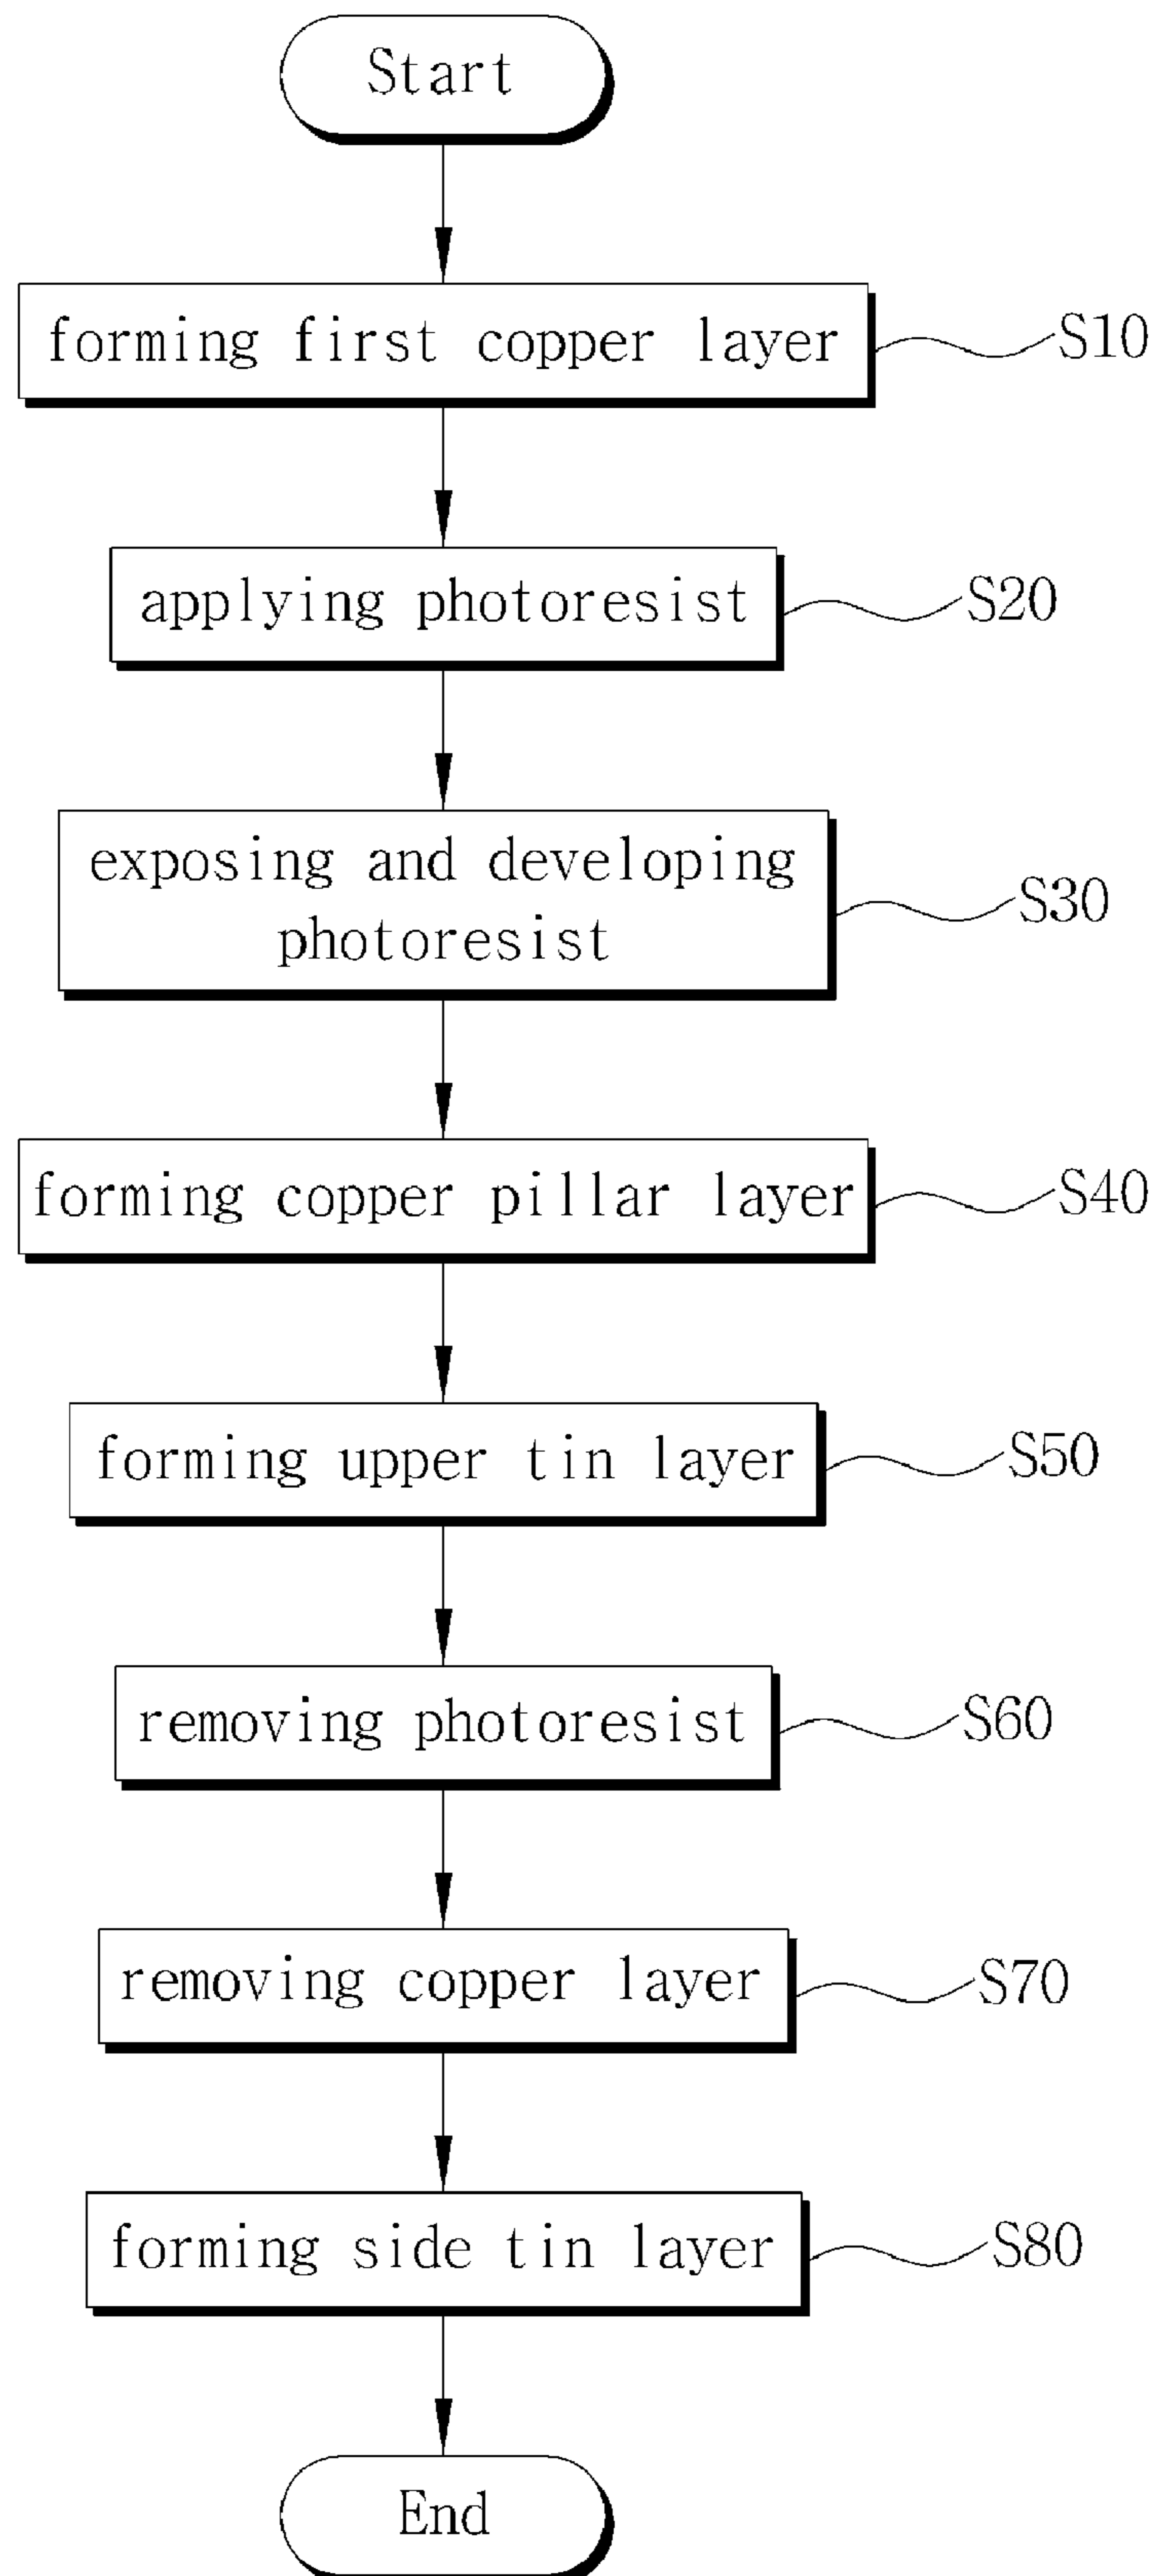 Start
forming first copper layer
S10
applying photoresist
S20
exposing and developing
photoresist
S30
forming copper pillar layer
S40
forming upper tin layer
S50
removing photoresist
S60
removing copper layer
S70
forming side tin layer
S80
End